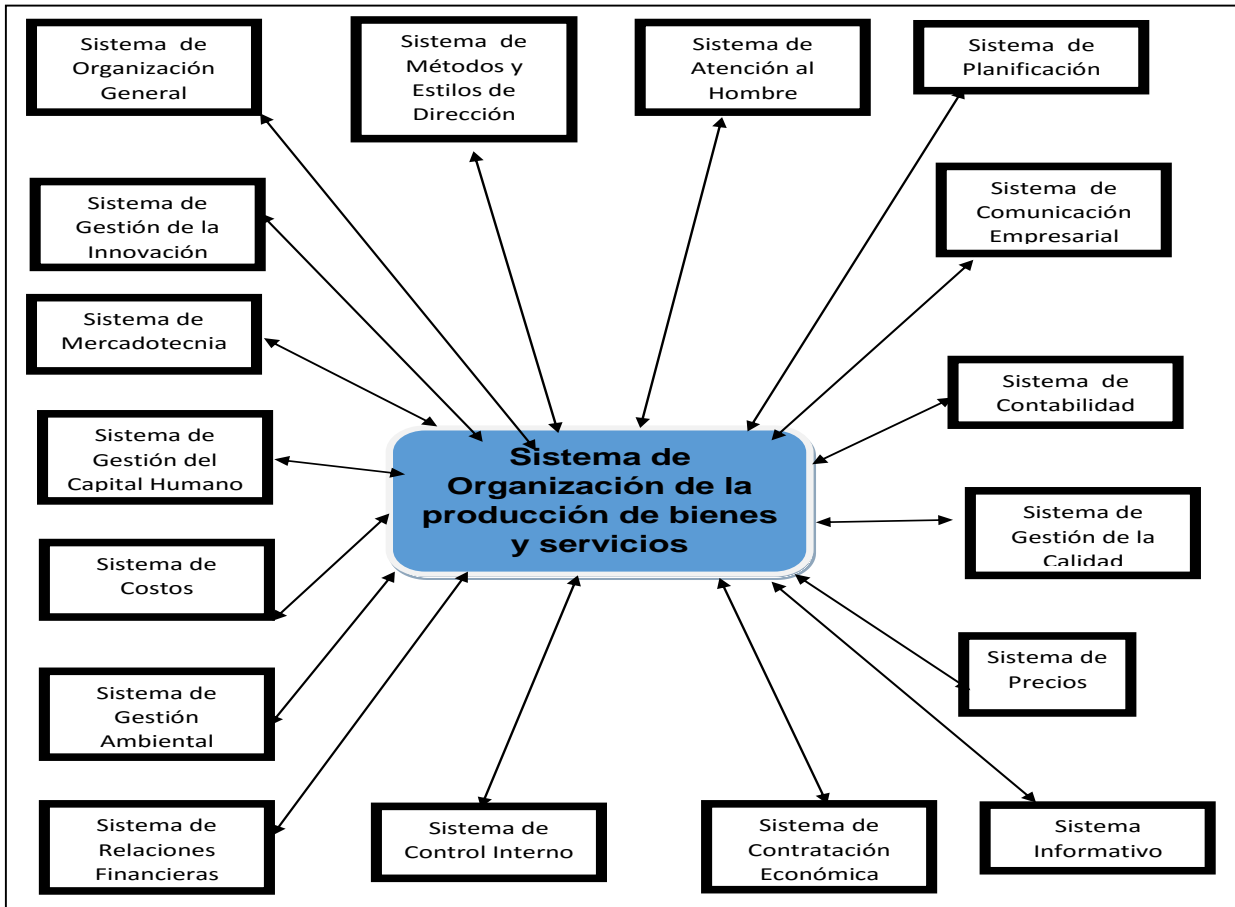 Sistema de
Organización
General
Sistema de
Métodos y
Estilos de
Dirección
Sistema de
Atención al
Hombre
Sistema de
Planificación
Sistema de
Gestión de la
Innovación
Sistema de
Comunicación
Empresarial
Sistema de
Mercadotecnia
Sistema de
Contabilidad
Sistema de
Gestión del
Capital Humano
Sistema de
Organización de la
producción de bienes
y servicios
Sistema de
Gestión de la
Calidad
Sistema de
Costos
Sistema de
Precios
Sistema de
Gestión
Ambiental
Sistema de
Relaciones
Financieras
Sistema de
Control Interno
Sistema de
Contratación
Económica
Sistema
Informativo